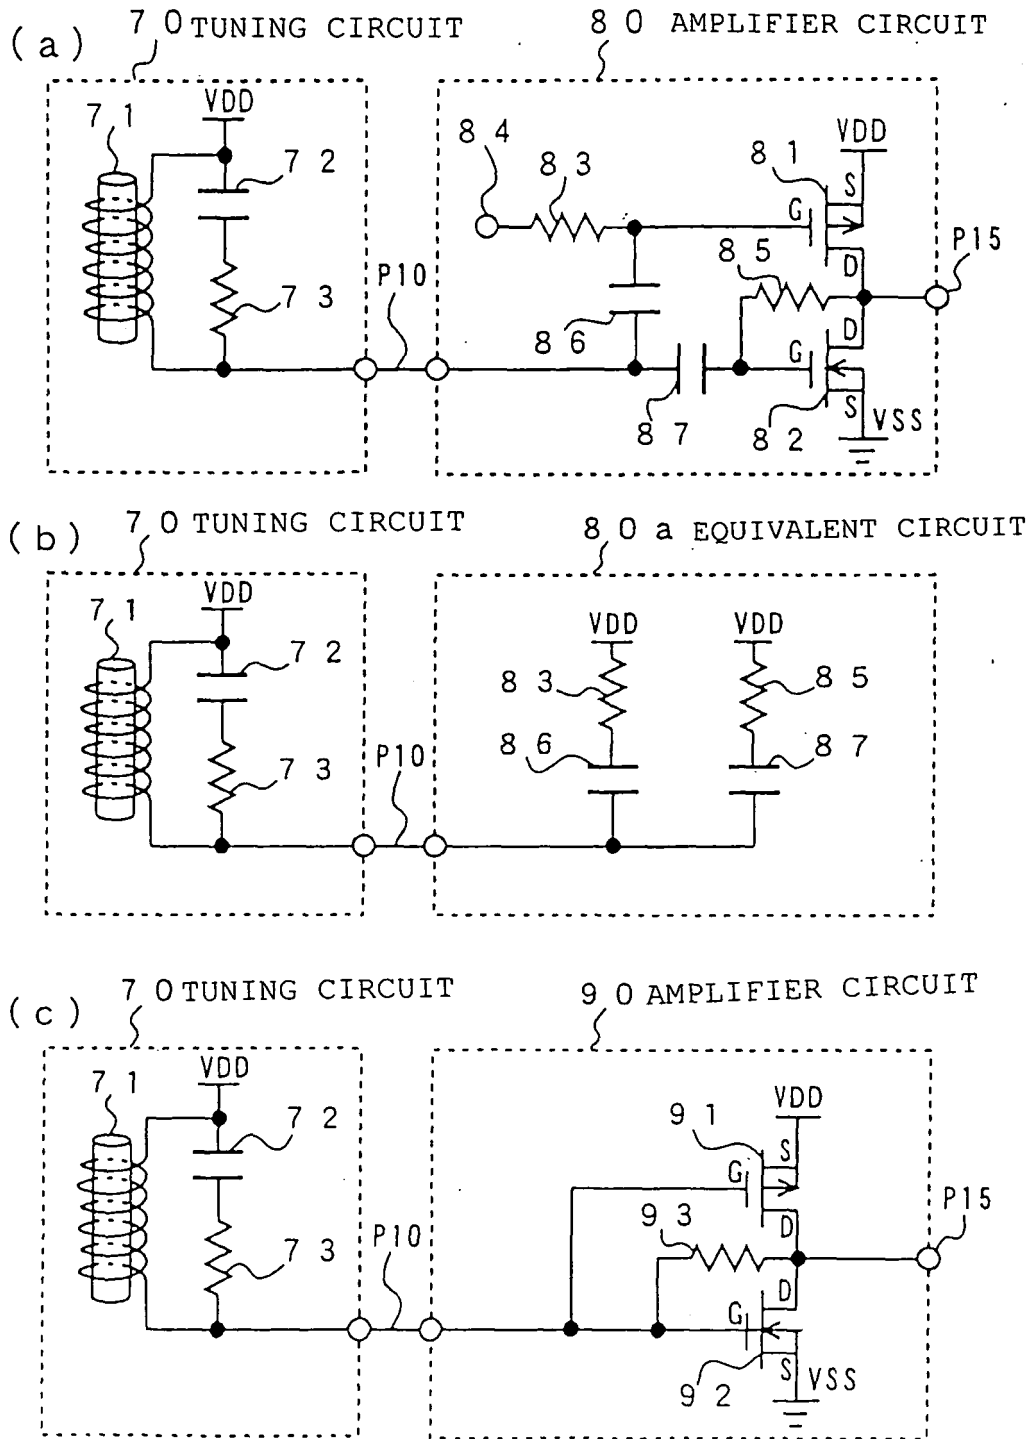 (a)
70 TUNING CIRCUIT
80 AMPLIFIER CIRCUIT
VDD
71
72
73
P10
84
83
81
VDD
S
G
D
85
P15
86
87
D
G
S
82
VSS
(b)
70 TUNING CIRCUIT
80a EQUIVALENT CIRCUIT
VDD
71
72
73
P10
VDD
VDD
83
85
86
87
(c)
70 TUNING CIRCUIT
90 AMPLIFIER CIRCUIT
VDD
71
72
73
P10
VDD
91
S
G
D
93
P15
D
G
S
92
VSS